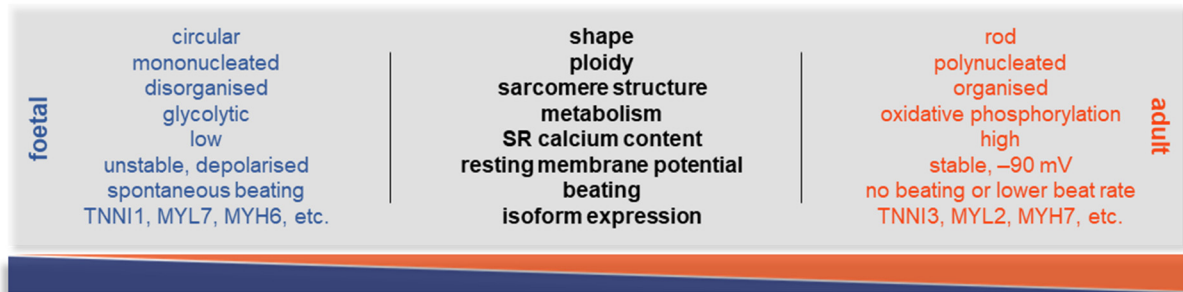 foetal
circular
mononucleated
disorganised
glycolytic
low
unstable, depolarised
spontaneous beating
TNNI1, MYL7, MYH6, etc.
shape
ploidy
sarcomere structure
metabolism
SR calcium content
resting membrane potential
beating
isoform expression
rod
polynucleated
organised
oxidative phosphorylation
high
stable, –90 mV
no beating or lower beat rate
TNNI3, MYL2, MYH7, etc.
adult